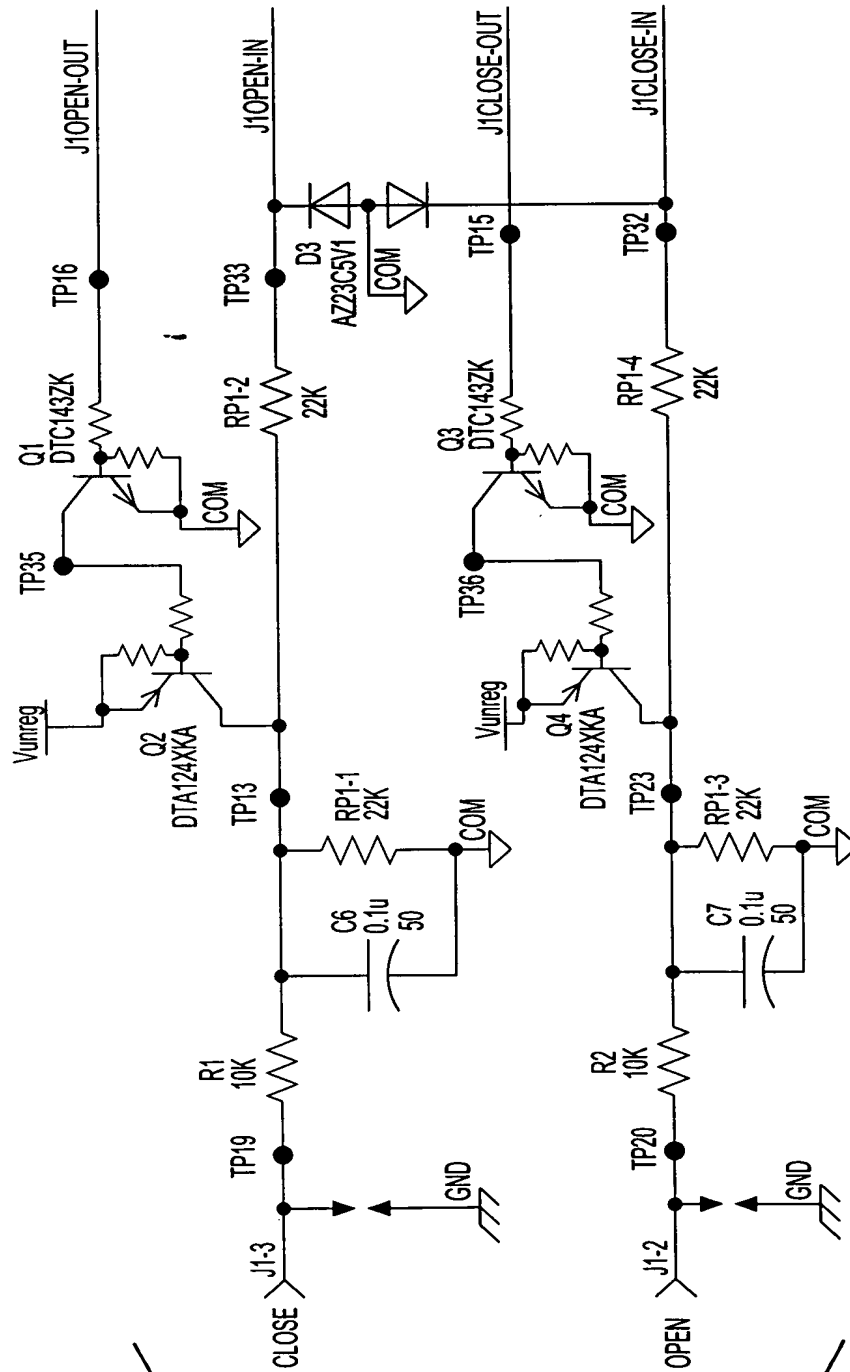 J1OPEN-OUT
J1OPEN-IN
J1CLOSE-OUT
J1CLOSE-IN
TP16
TP33
D3
AZ23C5V1
COM
TP15
TP32
Q1
DTC143ZK
COM
RP1-2
22K
Q3
DTC143ZK
COM
RP1-4
22K
TP35
TP36
Vunreg
Q2
DTA124XKA
Vunreg
Q4
DTA124XKA
TP13
RP1-1
22K
COM
TP23
RP1-3
22K
COM
C6
0.1u
50
C7
0.1u
50
R1
10K
R2
10K
TP19
GND
TP20
GND
J1-3
CLOSE
J1-2
OPEN